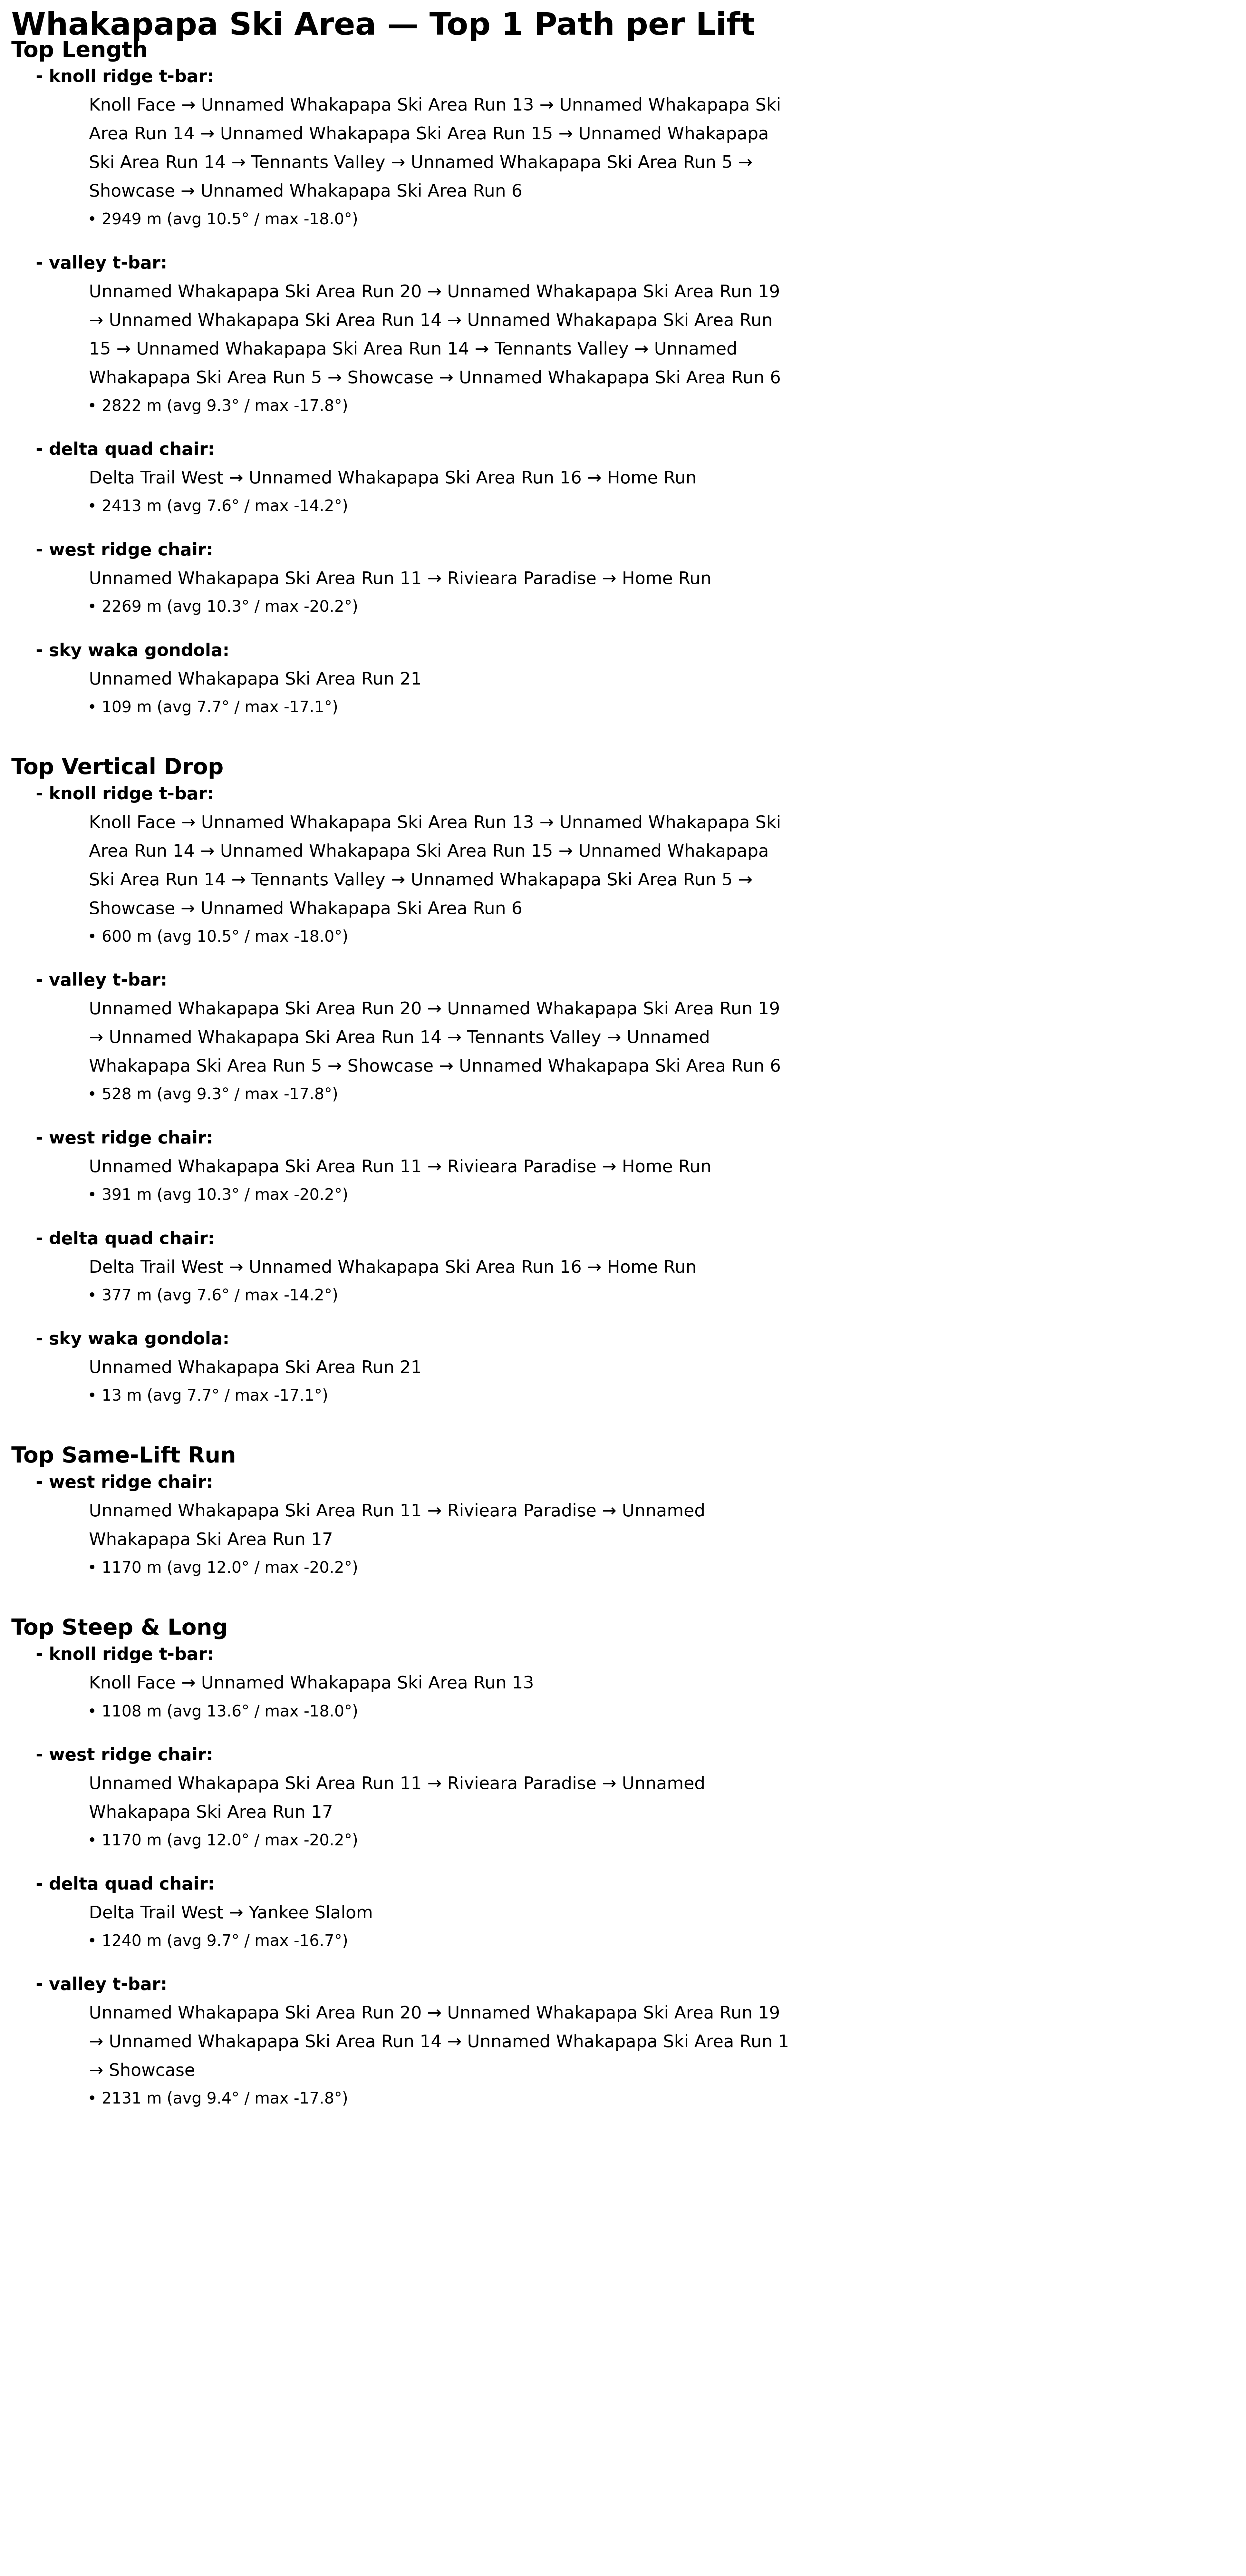 Whakapapa Ski Area — Top 1 Path per Lift
Top Length
- knoll ridge t-bar:
Knoll Face → Unnamed Whakapapa Ski Area Run 13 → Unnamed Whakapapa Ski
Area Run 14 → Unnamed Whakapapa Ski Area Run 15 → Unnamed Whakapapa
Ski Area Run 14 → Tennants Valley → Unnamed Whakapapa Ski Area Run 5 →
Showcase → Unnamed Whakapapa Ski Area Run 6
• 2949 m (avg 10.5° / max -18.0°)
- valley t-bar:
Unnamed Whakapapa Ski Area Run 20 → Unnamed Whakapapa Ski Area Run 19
→ Unnamed Whakapapa Ski Area Run 14 → Unnamed Whakapapa Ski Area Run
15 → Unnamed Whakapapa Ski Area Run 14 → Tennants Valley → Unnamed
Whakapapa Ski Area Run 5 → Showcase → Unnamed Whakapapa Ski Area Run 6
• 2822 m (avg 9.3° / max -17.8°)
- delta quad chair:
Delta Trail West → Unnamed Whakapapa Ski Area Run 16 → Home Run
• 2413 m (avg 7.6° / max -14.2°)
- west ridge chair:
Unnamed Whakapapa Ski Area Run 11 → Rivieara Paradise → Home Run
• 2269 m (avg 10.3° / max -20.2°)
- sky waka gondola:
Unnamed Whakapapa Ski Area Run 21
• 109 m (avg 7.7° / max -17.1°)
Top Vertical Drop
- knoll ridge t-bar:
Knoll Face → Unnamed Whakapapa Ski Area Run 13 → Unnamed Whakapapa Ski
Area Run 14 → Unnamed Whakapapa Ski Area Run 15 → Unnamed Whakapapa
Ski Area Run 14 → Tennants Valley → Unnamed Whakapapa Ski Area Run 5 →
Showcase → Unnamed Whakapapa Ski Area Run 6
• 600 m (avg 10.5° / max -18.0°)
- valley t-bar:
Unnamed Whakapapa Ski Area Run 20 → Unnamed Whakapapa Ski Area Run 19
→ Unnamed Whakapapa Ski Area Run 14 → Tennants Valley → Unnamed
Whakapapa Ski Area Run 5 → Showcase → Unnamed Whakapapa Ski Area Run 6
• 528 m (avg 9.3° / max -17.8°)
- west ridge chair:
Unnamed Whakapapa Ski Area Run 11 → Rivieara Paradise → Home Run
• 391 m (avg 10.3° / max -20.2°)
- delta quad chair:
Delta Trail West → Unnamed Whakapapa Ski Area Run 16 → Home Run
• 377 m (avg 7.6° / max -14.2°)
- sky waka gondola:
Unnamed Whakapapa Ski Area Run 21
• 13 m (avg 7.7° / max -17.1°)
Top Same-Lift Run
- west ridge chair:
Unnamed Whakapapa Ski Area Run 11 → Rivieara Paradise → Unnamed
Whakapapa Ski Area Run 17
• 1170 m (avg 12.0° / max -20.2°)
Top Steep & Long
- knoll ridge t-bar:
Knoll Face → Unnamed Whakapapa Ski Area Run 13
• 1108 m (avg 13.6° / max -18.0°)
- west ridge chair:
Unnamed Whakapapa Ski Area Run 11 → Rivieara Paradise → Unnamed
Whakapapa Ski Area Run 17
• 1170 m (avg 12.0° / max -20.2°)
- delta quad chair:
Delta Trail West → Yankee Slalom
• 1240 m (avg 9.7° / max -16.7°)
- valley t-bar:
Unnamed Whakapapa Ski Area Run 20 → Unnamed Whakapapa Ski Area Run 19
→ Unnamed Whakapapa Ski Area Run 14 → Unnamed Whakapapa Ski Area Run 1
→ Showcase
• 2131 m (avg 9.4° / max -17.8°)